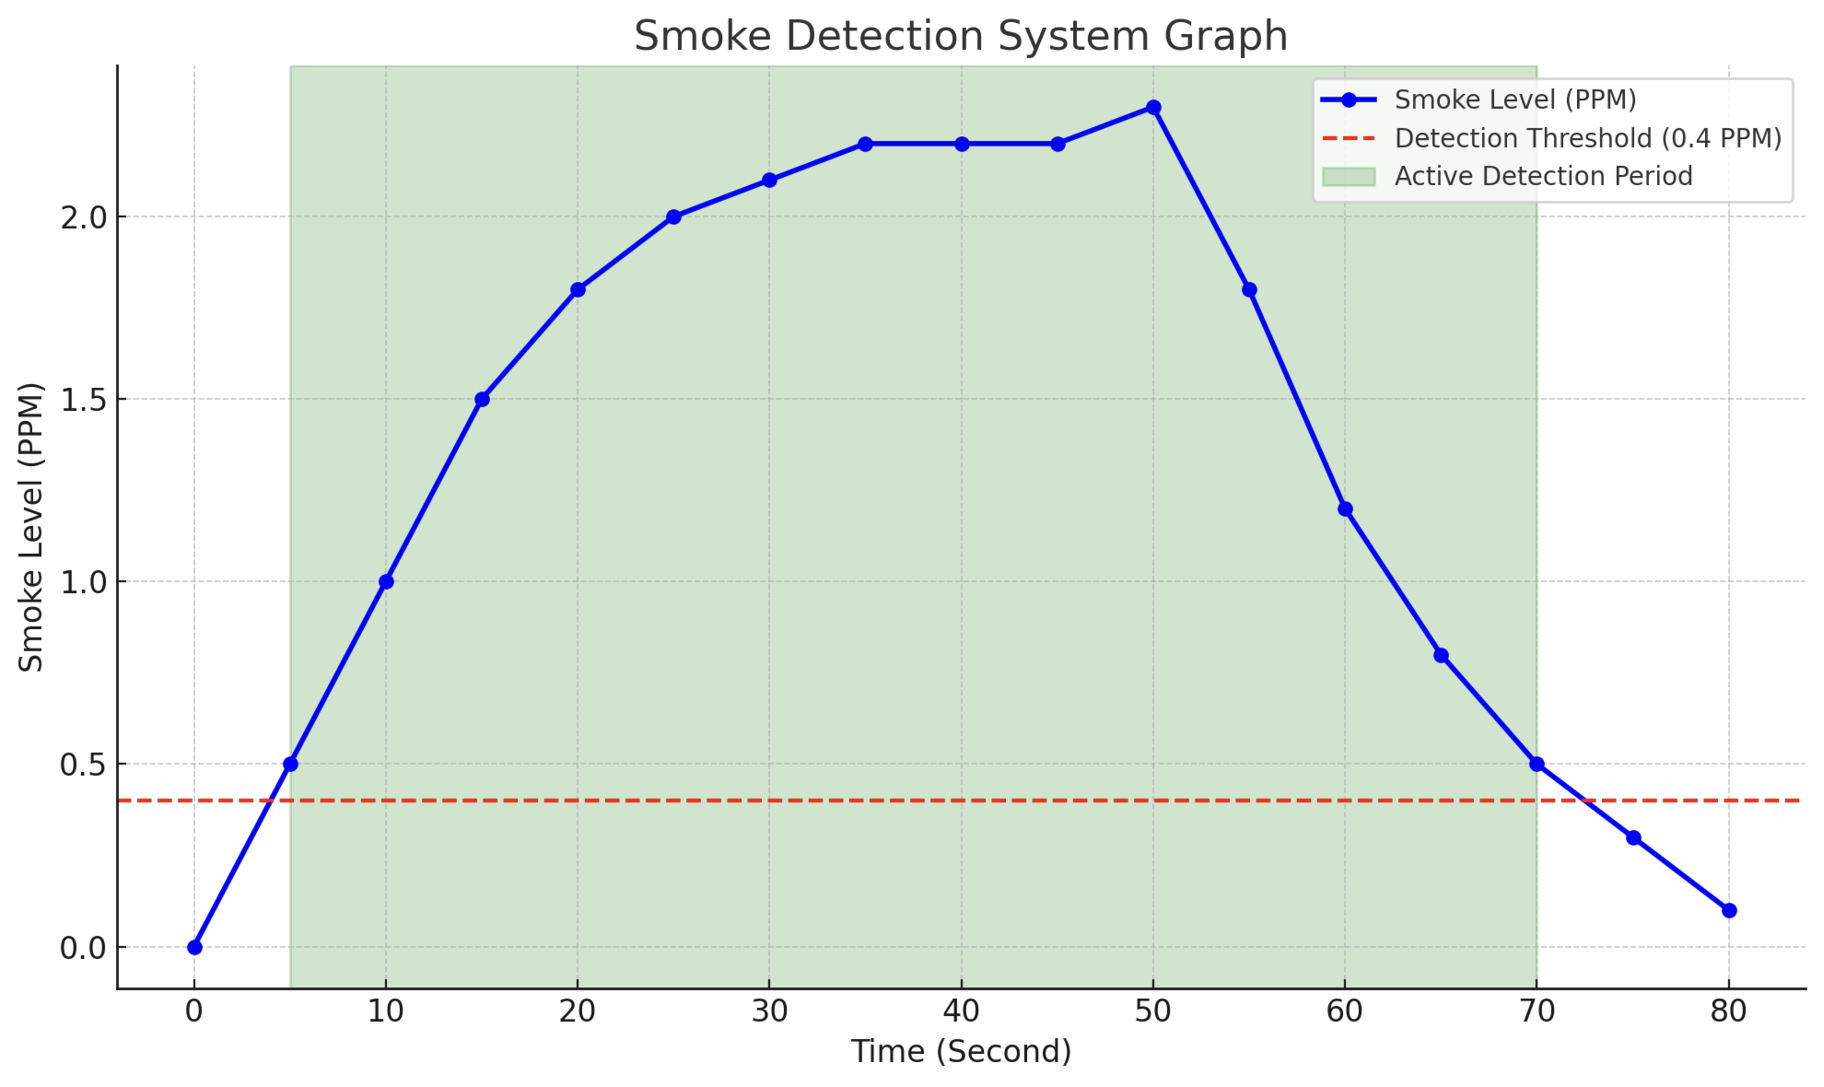 Smoke Detection System Graph
Smoke Level (PPM)
Detection Threshold (0.4 PPM)
Active Detection Period
Smoke Level (PPM)
2.0
1.5
1.0
0.5
0.0
0 10 20 30 40 50 60 70 80
Time (Second)